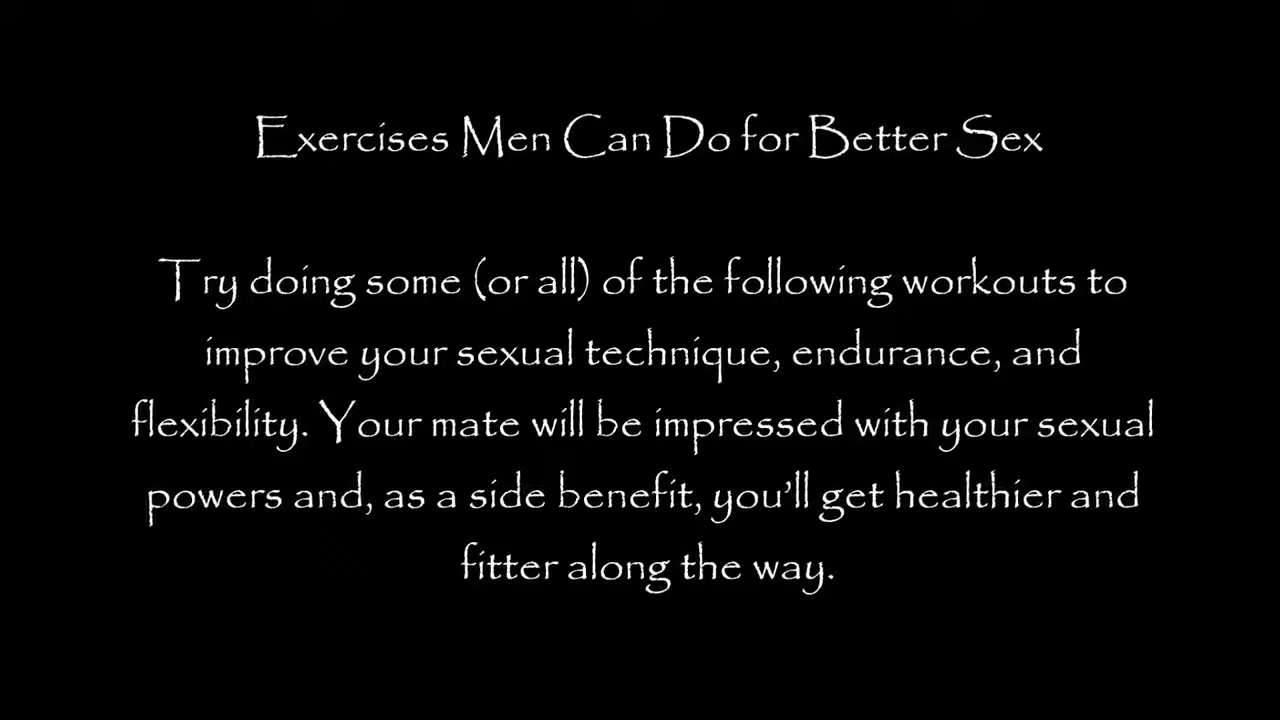 Exercises Men Can Do for Better Sex
Try doing some (or all) of the following workouts to
improve your sexual technique, endurance, and
flexibility. Your mate will be impressed with your sexual
powers and, as a side benefit, you’ll get healthier and
fitter along the way.